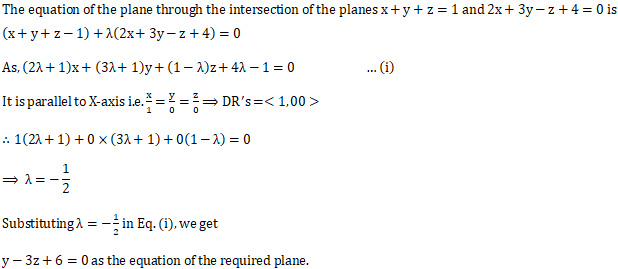 The equation of the plane through the intersection of the planes x + y + z = 1 and 2x + 3y − z + 4 = 0 is
(x + y + z − 1) + λ(2x + 3y − z + 4) = 0
As, (2λ + 1)x + (3λ + 1)y + (1 − λ)z + 4λ − 1 = 0 ... (i)
It is parallel to X-axis i.e. x/1 = y/0 = z/0 ⟹ DR's =< 1,00 >
∴ 1(2λ + 1) + 0 × (3λ + 1) + 0(1 − λ) = 0
⟹ λ = −1/2
Substituting λ = −1/2 in Eq. (i), we get
y − 3z + 6 = 0 as the equation of the required plane.